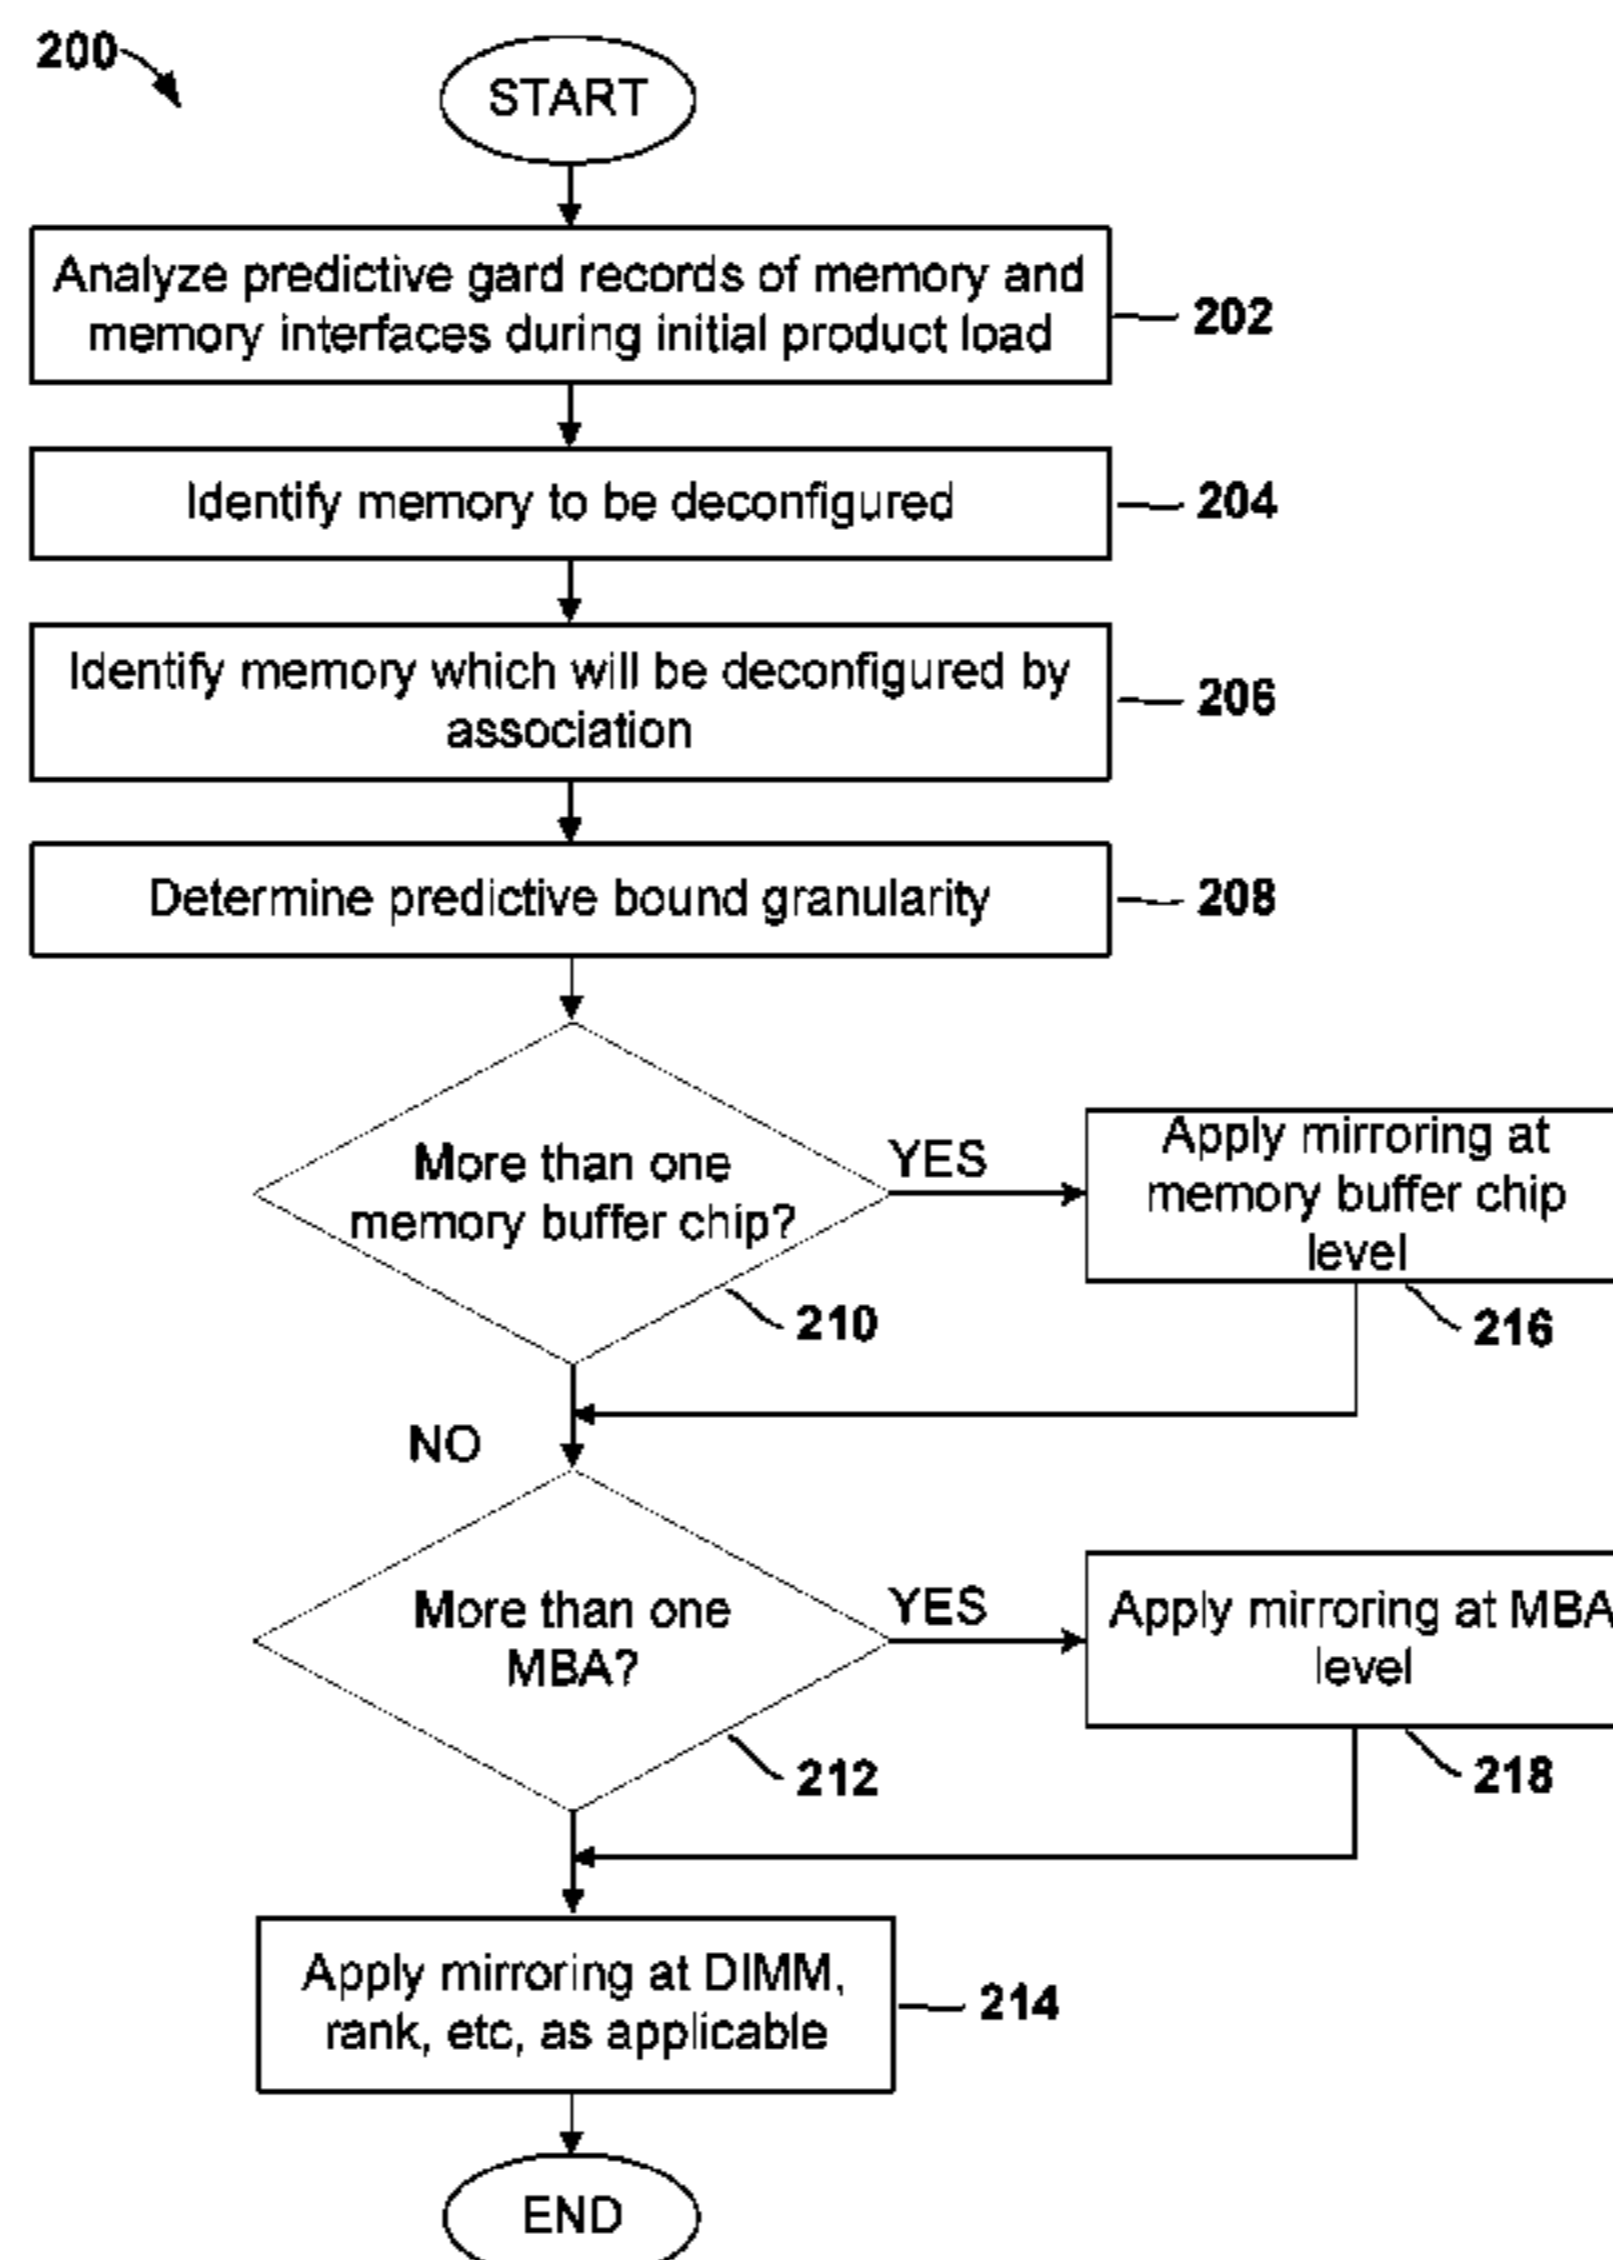 200
START
Analyze predictive gard records of memory and
memory interfaces during initial product load
202
Identify memory to be deconfigured
204
Identify memory which will be deconfigured by
association
206
Determine predictive bound granularity
208
More than one
memory buffer chip?
210
YES
Apply mirroring at
memory buffer chip
level
216
NO
More than one
MBA?
212
YES
Apply mirroring at MBA
level
218
Apply mirroring at DIMM,
rank, etc, as applicable
214
END